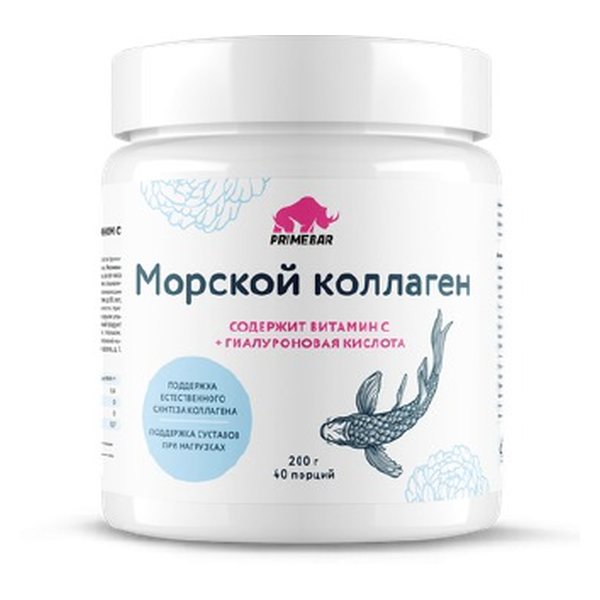 PRIMEBAR
Морской коллаген
СОДЕРЖИТ ВИТАМИН С
+ ГИАЛУРОНОВАЯ КИСЛОТА
ПОДДЕРЖКА
ЕСТЕСТВЕННОГО
СИНТЕЗА КОЛЛАГЕНА
ПОДДЕРЖКА СУСТАВОВ
ПРИ НАГРУЗКАХ
200 г
40 порций